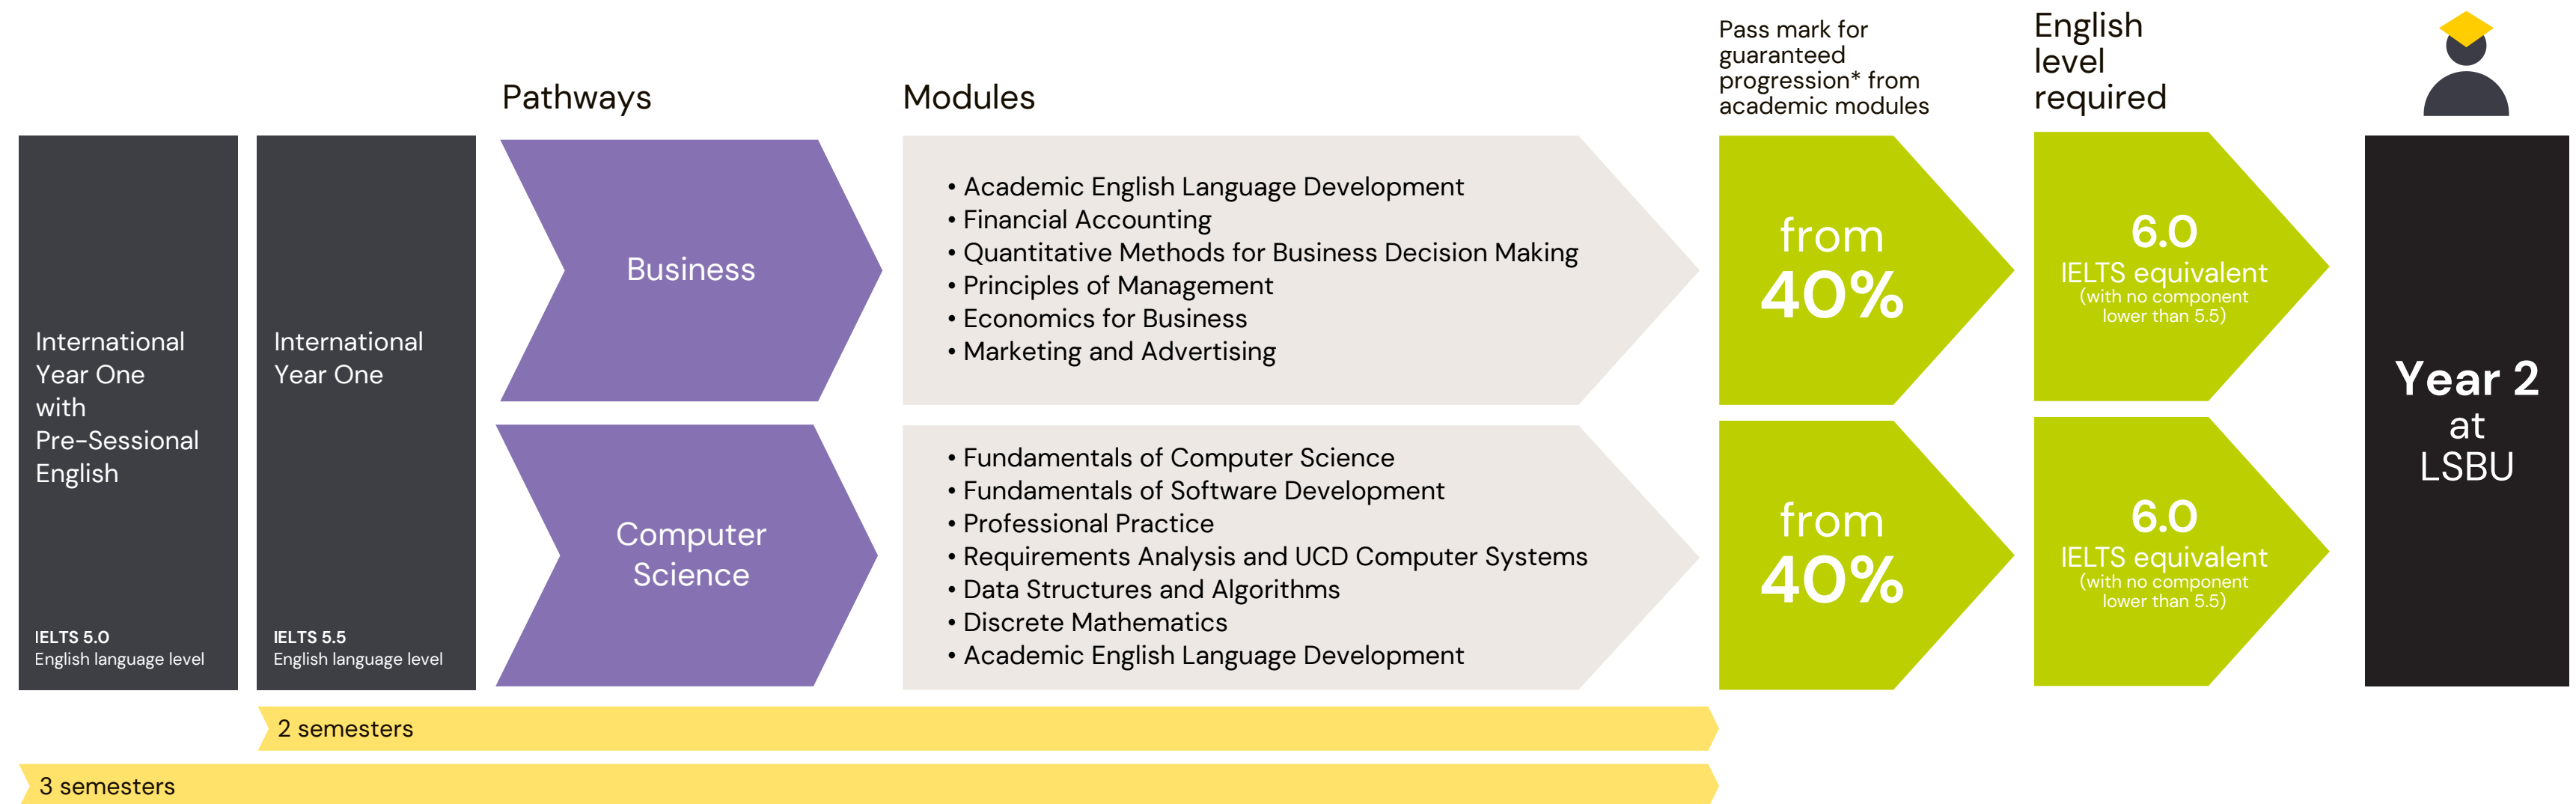 Pathways
Modules
Pass mark for
guaranteed
progression* from
academic modules
English
level
required
International
Year One
with
Pre-Sessional
English
IELTS 5.0
English language level
International
Year One
IELTS 5.5
English language level
Business
• Academic English Language Development
• Financial Accounting
• Quantitative Methods for Business Decision Making
• Principles of Management
• Economics for Business
• Marketing and Advertising
from
40%
6.0
IELTS equivalent
(with no component
lower than 5.5)
Computer
Science
• Fundamentals of Computer Science
• Fundamentals of Software Development
• Professional Practice
• Requirements Analysis and UCD Computer Systems
• Data Structures and Algorithms
• Discrete Mathematics
• Academic English Language Development
from
40%
6.0
IELTS equivalent
(with no component
lower than 5.5)
Year 2
at
LSBU
2 semesters
3 semesters